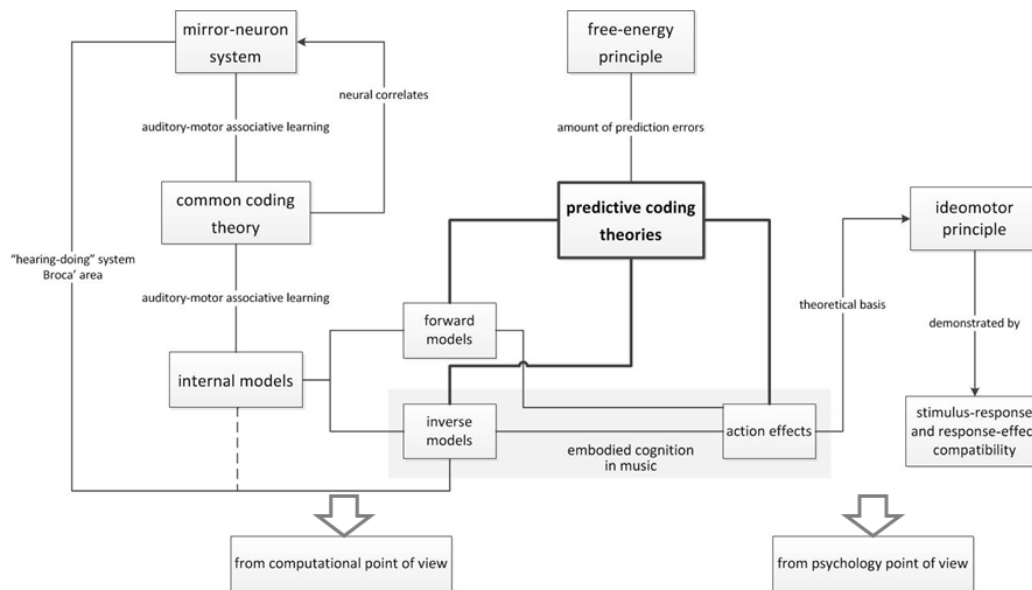 mirror-neuron
system
free-energy
principle
neural correlates
auditory-motor associative learning
amount of prediction errors
common coding
theory
predictive coding
theories
ideomotor
principle
“hearing-doing” system
Broca’ area
auditory-motor associative learning
theoretical basis
forward
models
demonstrated by
internal models
inverse
models
action effects
embodied cognition
in music
stimulus-response
and response-effect
compatibility
from computational point of view
from psychology point of view